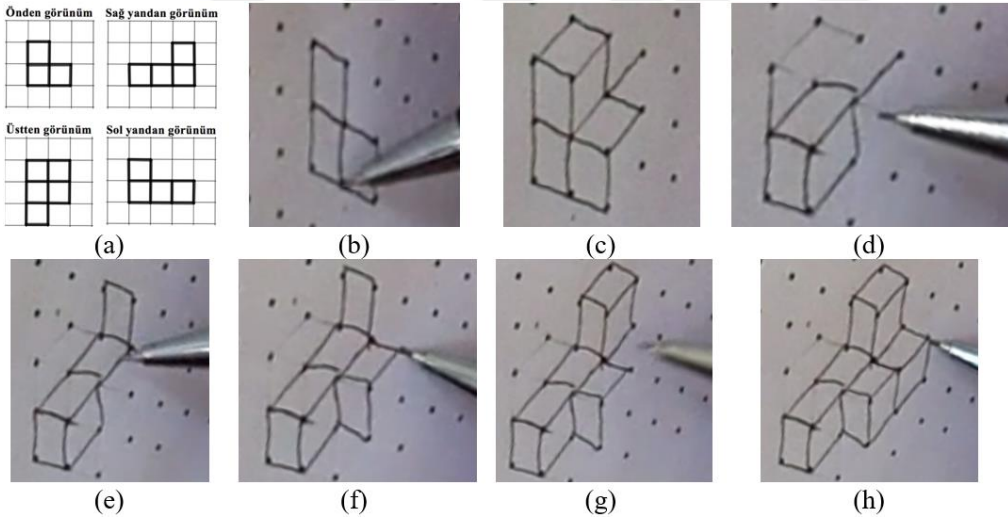 Önden görünüm Sağ yandan görünüm
Üstten görünüm Sol yandan görünüm
(a) (b) (c) (d)
(e) (f) (g) (h)